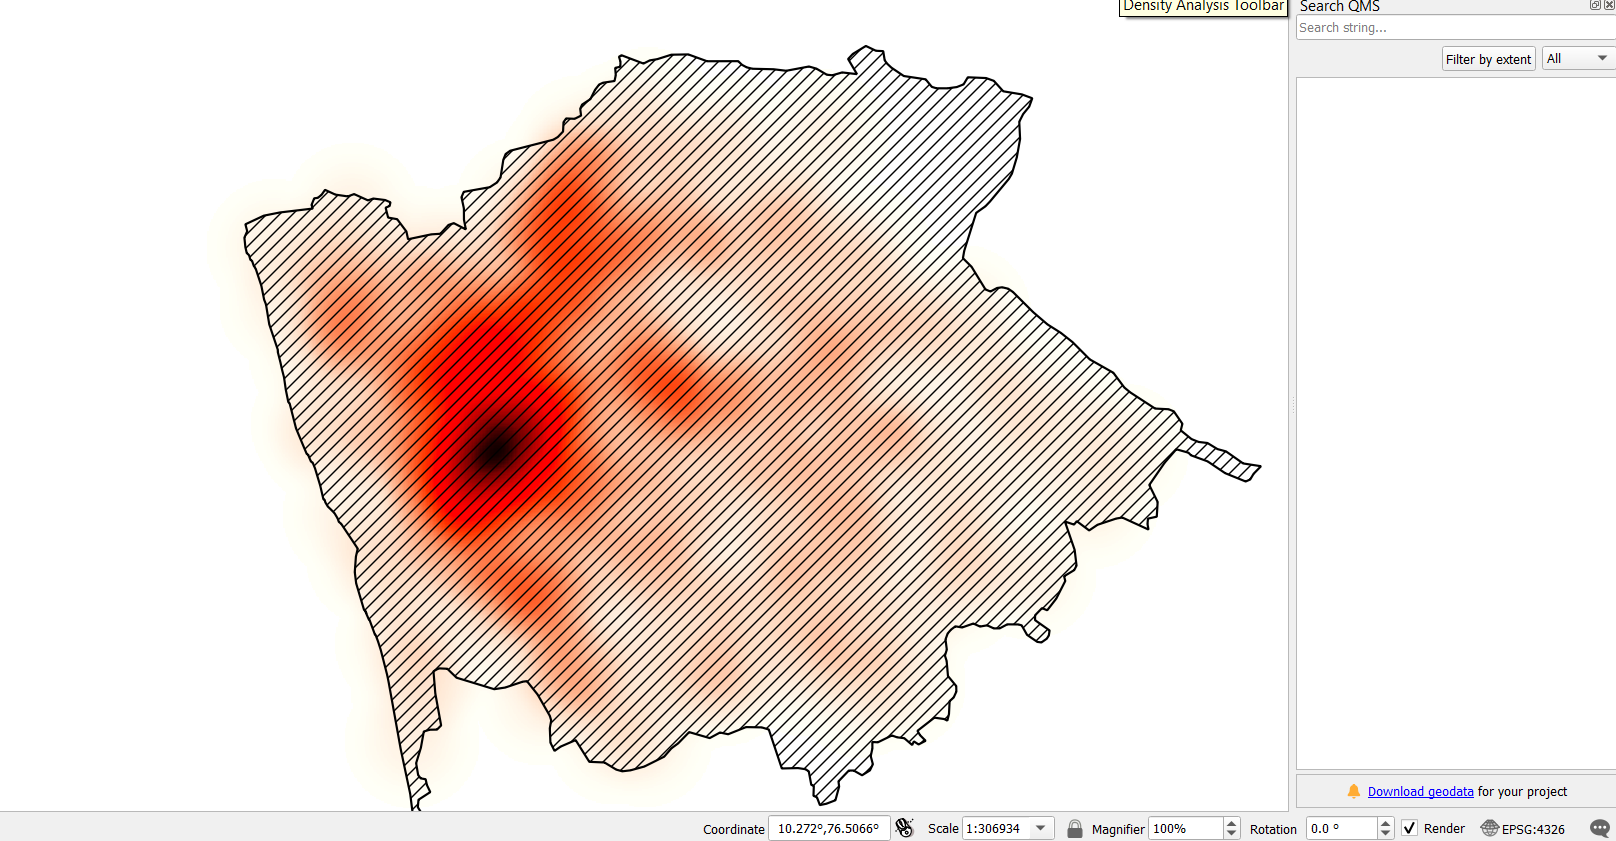 Density Analysis Toolbar
Search QMS
Search string...
Filter by extent
All
Download geodata for your project
Coordinate 10.272°,76.5066° Scale 1:306934 Magnifier 100% Rotation 0.0 ° Render EPSG:4326